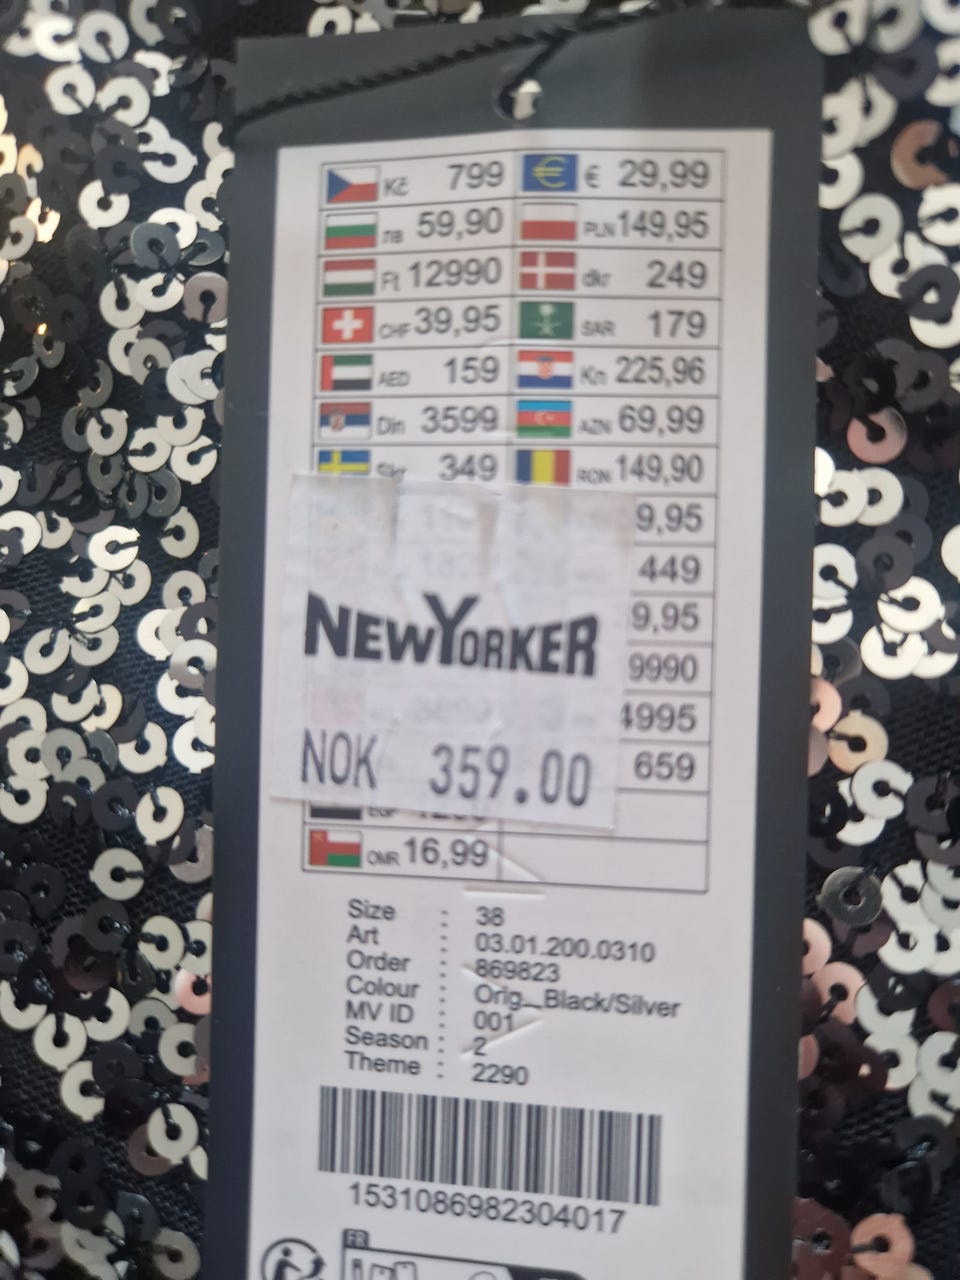 Kč 799 € 29,99
лв 59,90 PLN 149,95
Ft 12990 dkr 249
CHF 39,95 SAR 179
AED 159 Kn 225,96
Din 3599 AZN 69,99
Skr 349 RON 149,90
9,95
449
NEWYORKER 9,95
9990
4995
NOK 359.00 659
OMR 16,99
Size : 38
Art : 03.01.200.0310
Order : 869823
Colour : Orig._Black/Silver
MV ID : 001
Season : 2
Theme : 2290
1531086982304017
FR